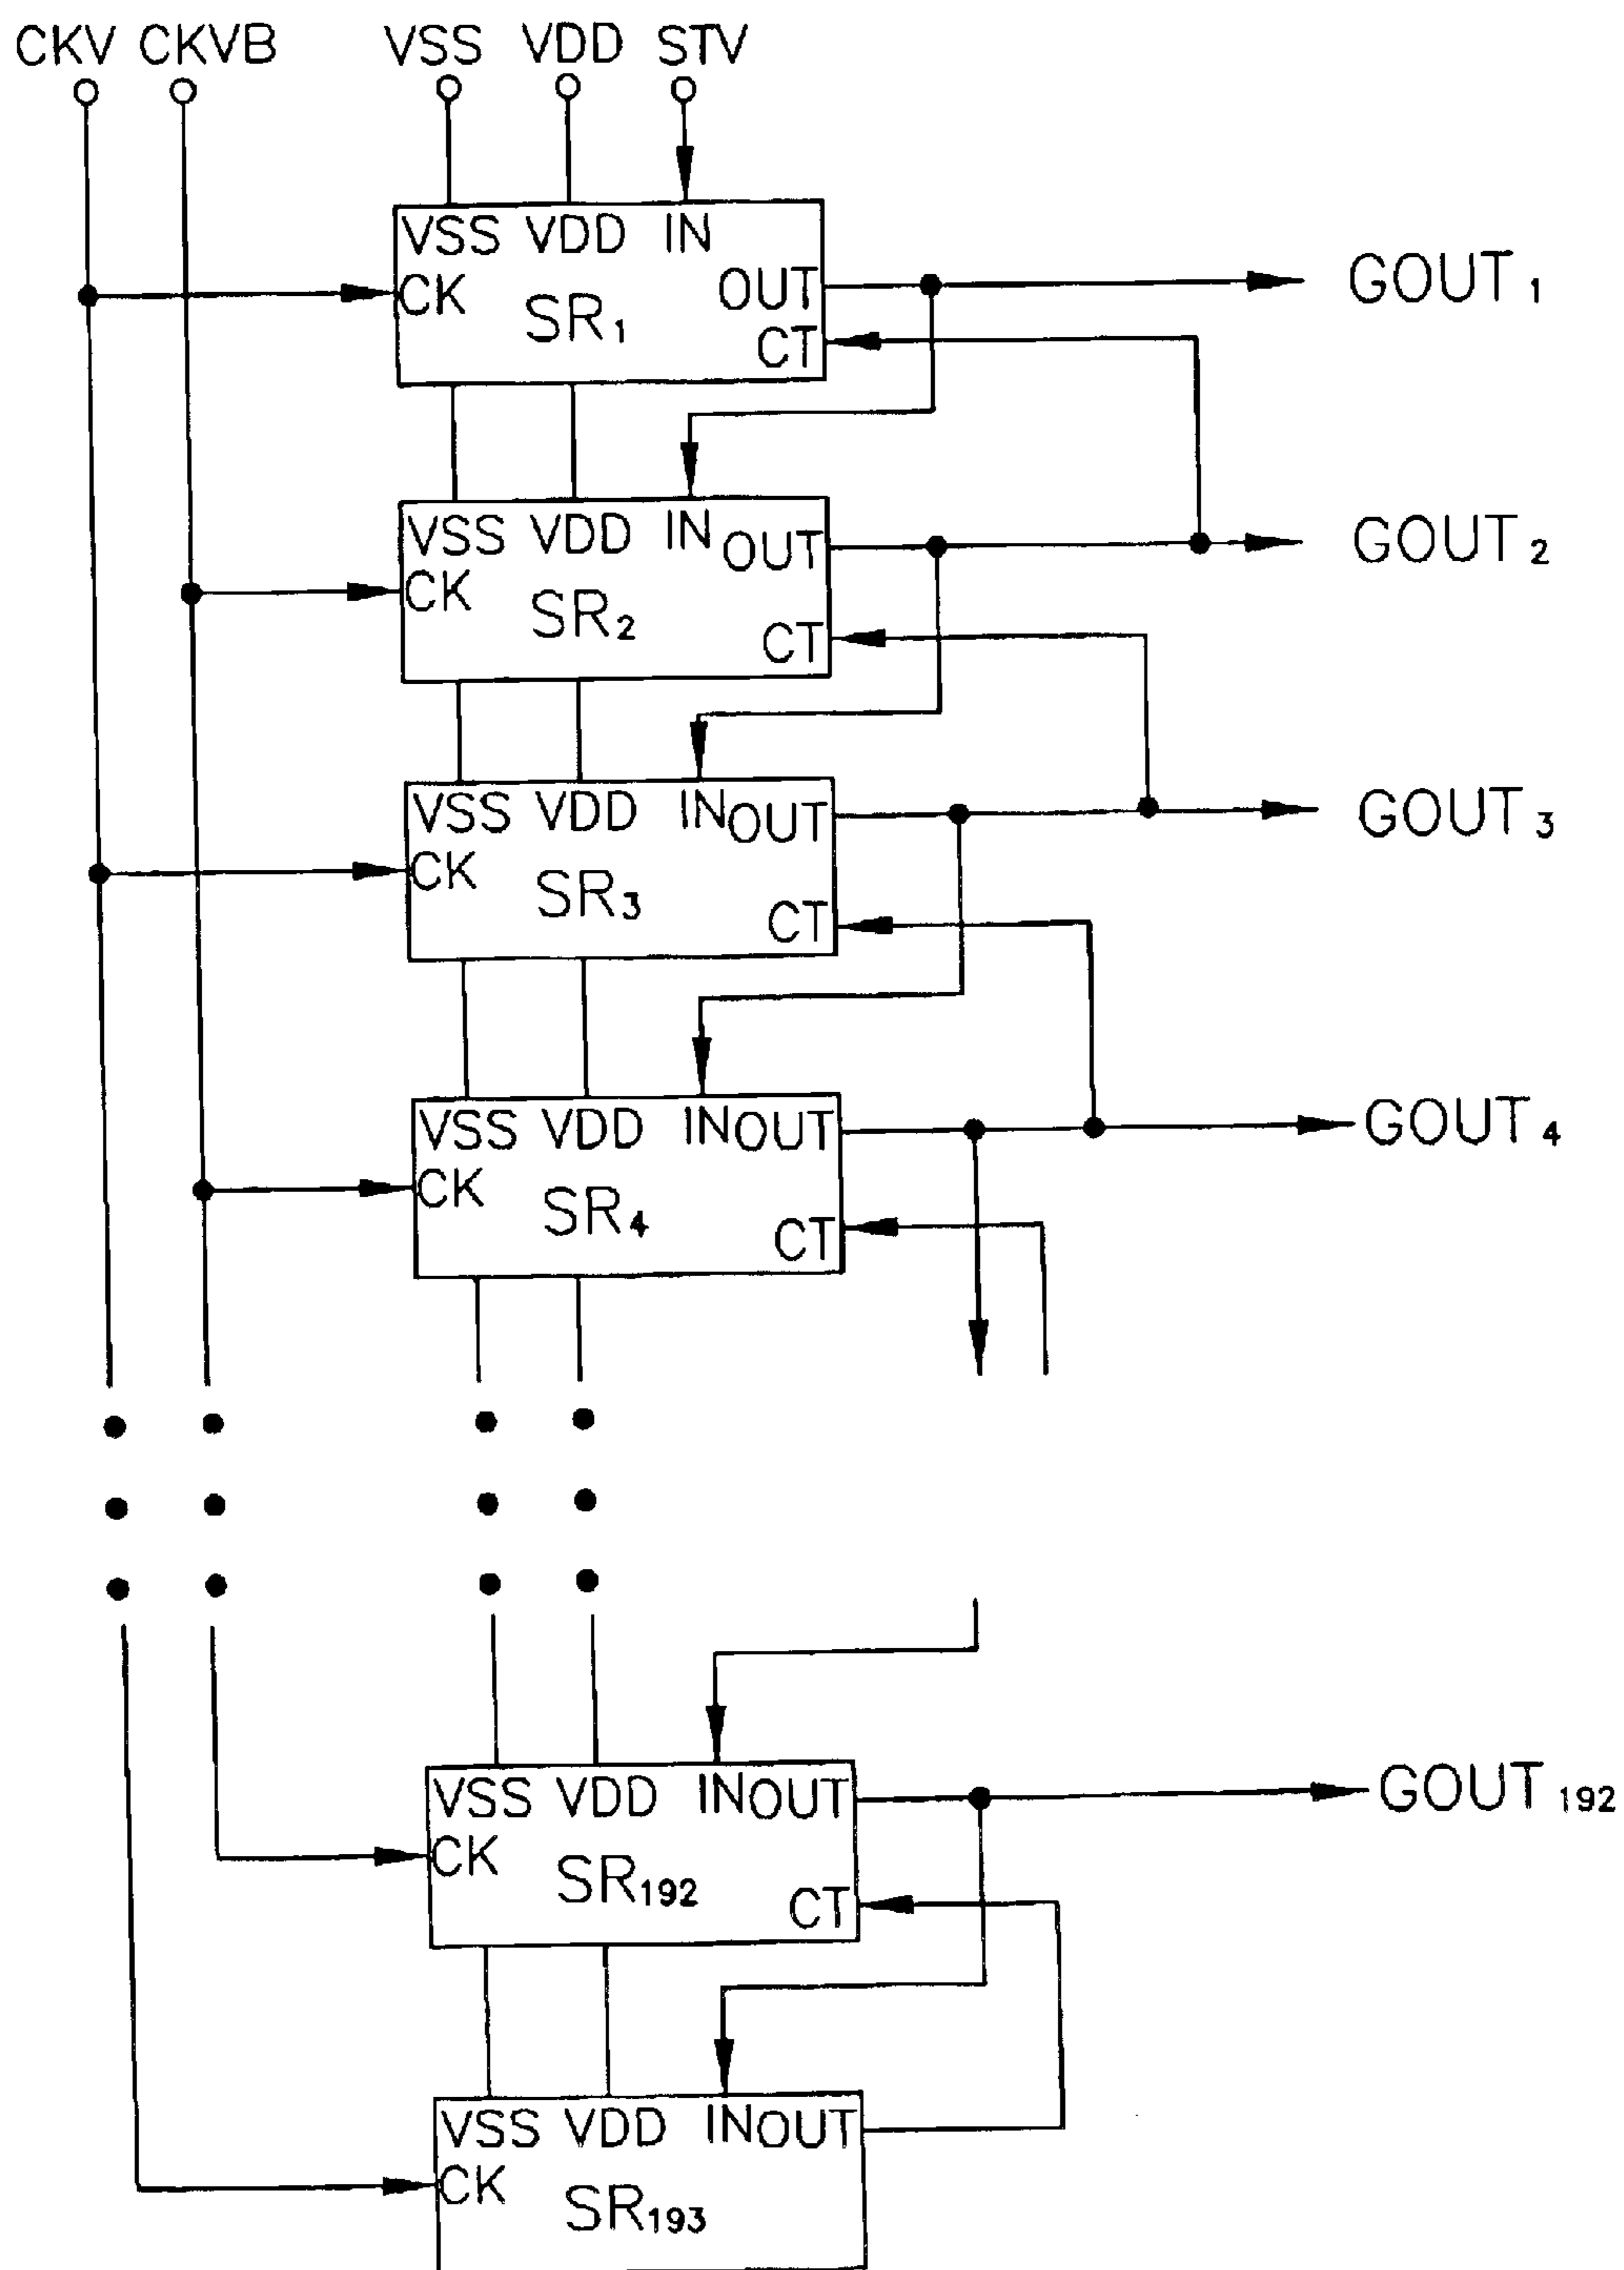 CKV CKVB VSS VDD STV
VSS VDD IN
OUT
GOUT1
CK
SR1
CT
VSS VDD IN
OUT
GOUT2
CK
SR2
CT
VSS VDD IN OUT
GOUT3
CK
SR3
CT
VSS VDD IN OUT
GOUT4
CK
SR4
CT
VSS VDD IN OUT
GOUT192
CK
SR192
CT
VSS VDD IN OUT
CK
SR193